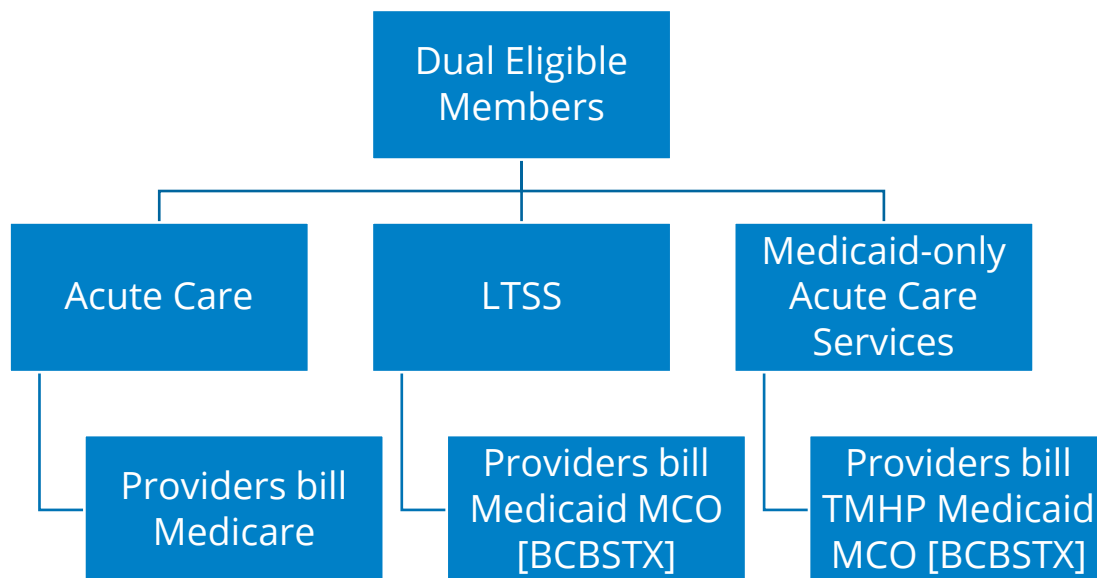 Dual Eligible
Members
Acute Care
LTSS
Medicaid-only
Acute Care
Services
Providers bill
Medicare
Providers bill
Medicaid MCO
[BCBSTX]
Providers bill
TMHP Medicaid
MCO [BCBSTX]